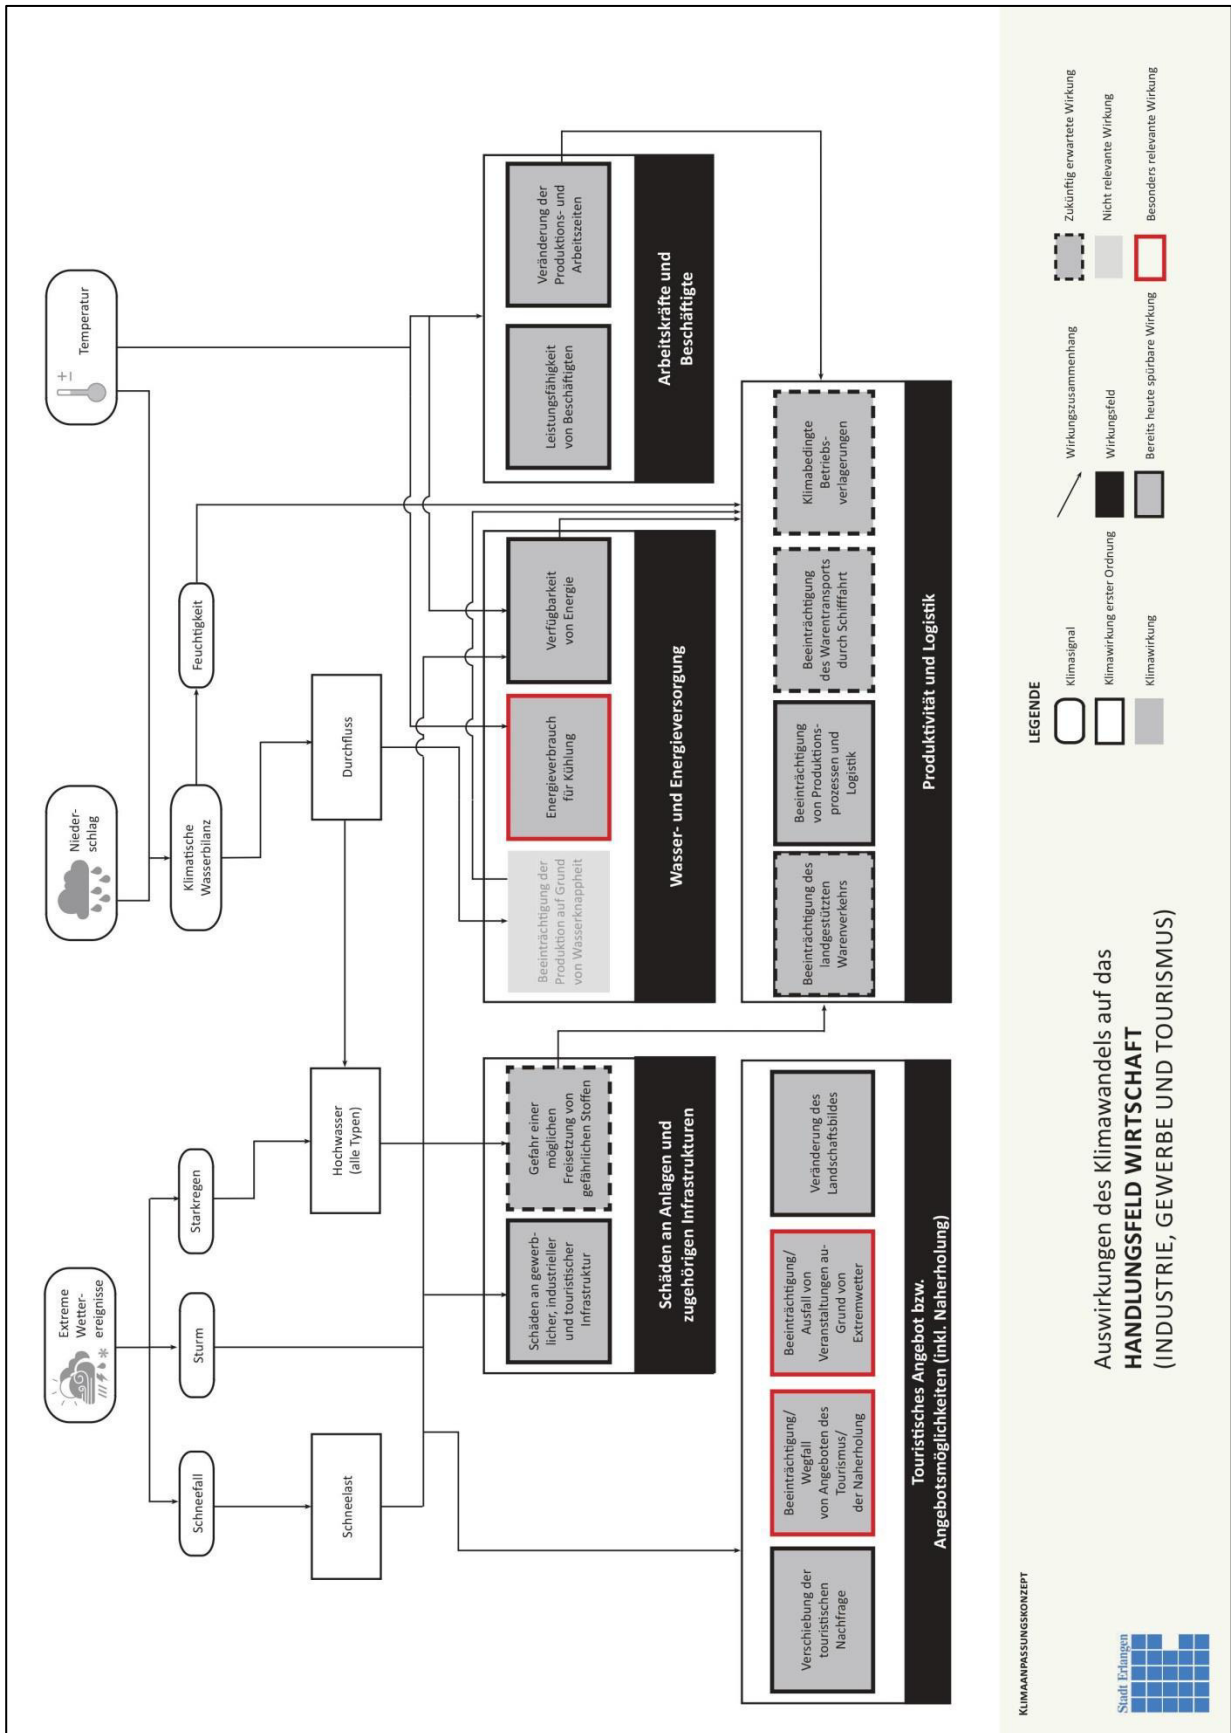 Extreme
Wetter-
ereignisse
Nieder-
schlag
Temperatur
Schneefall
Sturm
Starkregen
Klimatische
Wasserbilanz
Feuchtigkeit
Schneelast
Hochwasser
(alle Typen)
Durchfluss
Schäden an gewerb-
licher, industrieller
und touristischer
Infrastruktur
Gefahr einer
möglichen
Freisetzung von
gefährlichen Stoffen
Schäden an Anlagen und
zugehörigen Infrastrukturen
Beeinträchtigung der
Produktion auf Grund
von Wasserknappheit
Energieverbrauch
für Kühlung
Verfügbarkeit
von Energie
Wasser- und Energieversorgung
Leistungsfähigkeit
von Beschäftigten
Veränderung der
Produktions- und
Arbeitszeiten
Arbeitskräfte und
Beschäftigte
Verschiebung der
touristischen
Nachfrage
Beeinträchtigung/
Wegfall
von Angeboten des
Tourismus/
der Naherholung
Beeinträchtigung/
Ausfall von
Veranstaltungen au-
Grund von
Extremwetter
Veränderung des
Landschaftsbildes
Touristisches Angebot bzw.
Angebotsmöglichkeiten (inkl. Naherholung)
Beeinträchtigung des
landgestützten
Warenverkehrs
Beeinträchtigung
von Produktions-
prozessen und
Logistik
Beeinträchtigung
des Warentransports
durch Schifffahrt
Klimabedingte
Betriebs-
verlagerungen
Produktivität und Logistik
KLIMAANPASSUNGSKONZEPT
Stadt Erlangen
Auswirkungen des Klimawandels auf das
HANDLUNGSFELD WIRTSCHAFT
(INDUSTRIE, GEWERBE UND TOURISMUS)
LEGENDE
Klimasignal
Klimawirkung erster Ordnung
Klimawirkung
Wirkungszusammenhang
Wirkungsfeld
Bereits heute spürbare Wirkung
Zukünftig erwartete Wirkung
Nicht relevante Wirkung
Besonders relevante Wirkung